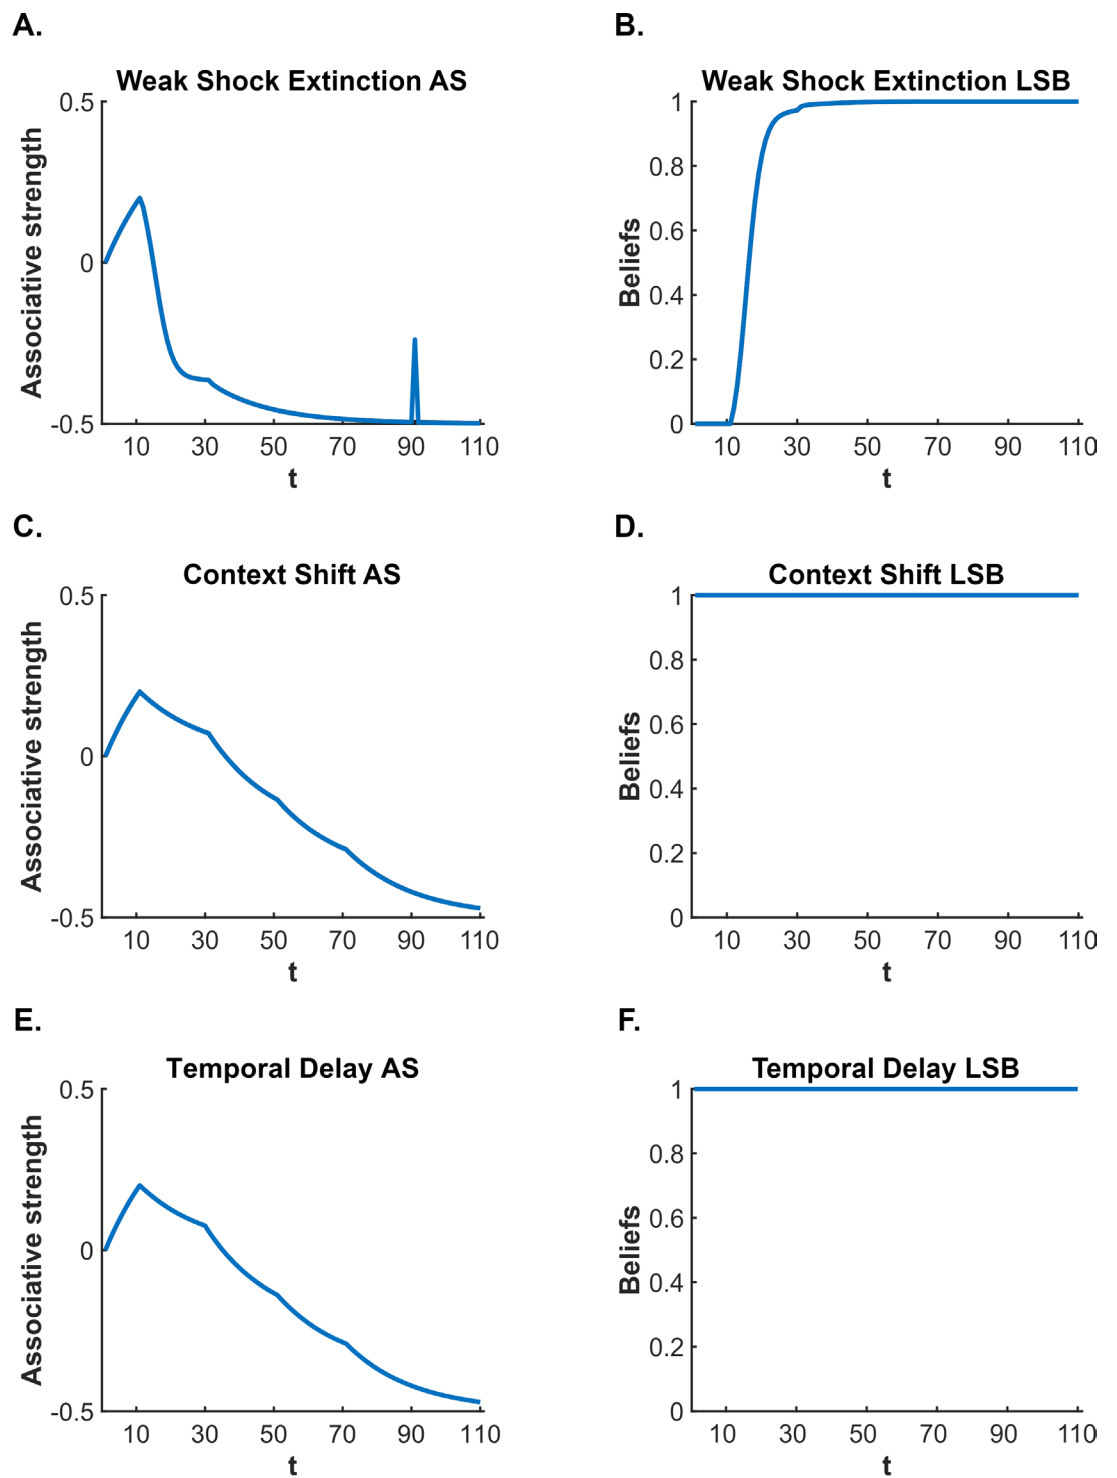 A.
Weak Shock Extinction AS
0.5
0
-0.5
Associative strength
10 30 50 70 90 110
t
B.
Weak Shock Extinction LSB
1
0.8
0.6
0.4
0.2
0
Beliefs
10 30 50 70 90 110
t
C.
Context Shift AS
0.5
0
-0.5
Associative strength
10 30 50 70 90 110
t
D.
Context Shift LSB
1
0.8
0.6
0.4
0.2
0
Beliefs
10 30 50 70 90 110
t
E.
Temporal Delay AS
0.5
0
-0.5
Associative strength
10 30 50 70 90 110
t
F.
Temporal Delay LSB
1
0.8
0.6
0.4
0.2
0
Beliefs
10 30 50 70 90 110
t